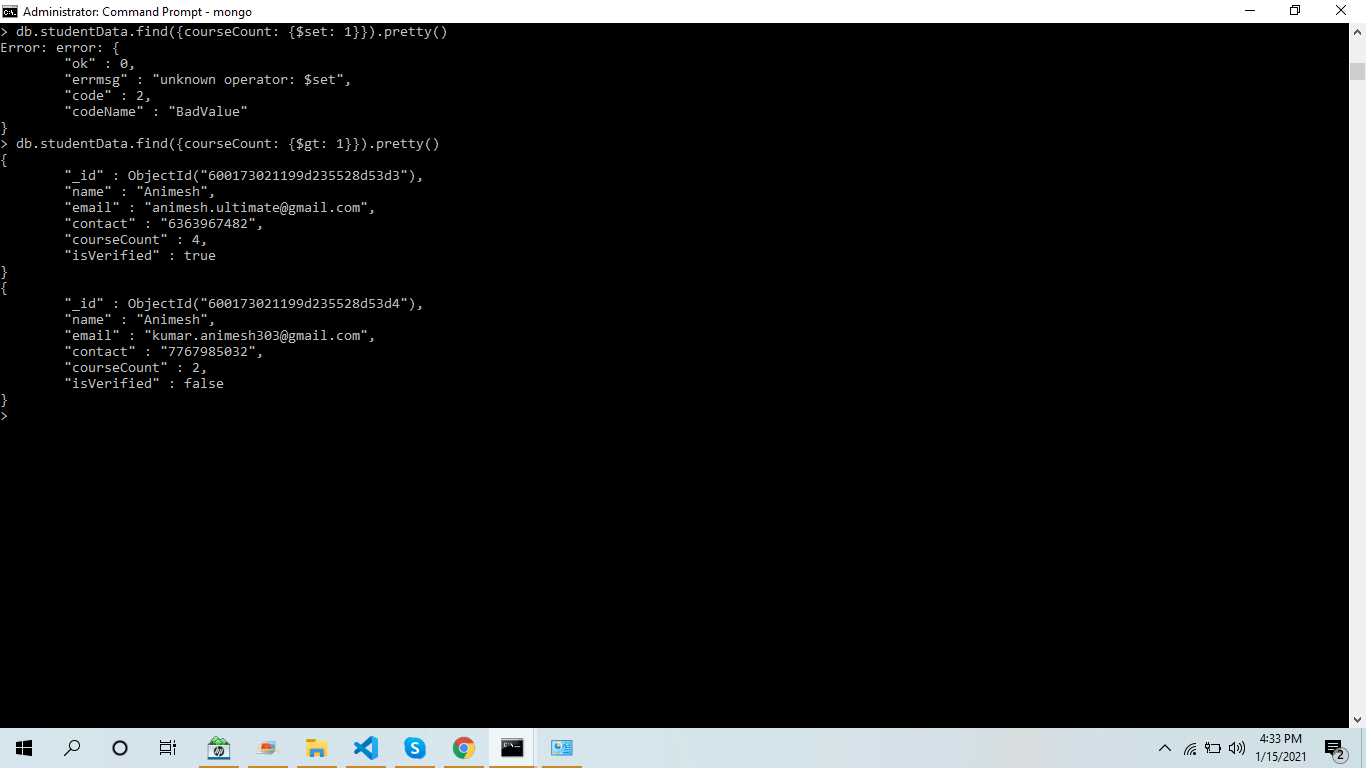 Administrator: Command Prompt - mongo
> db.studentData.find({courseCount: {$set: 1}}).pretty()
Error: error: {
        "ok" : 0,
        "errmsg" : "unknown operator: $set",
        "code" : 2,
        "codeName" : "BadValue"
}
> db.studentData.find({courseCount: {$gt: 1}}).pretty()
{
        "_id" : ObjectId("600173021199d235528d53d3"),
        "name" : "Animesh",
        "email" : "animesh.ultimate@gmail.com",
        "contact" : "6363967482",
        "courseCount" : 4,
        "isVerified" : true
}
{
        "_id" : ObjectId("600173021199d235528d53d4"),
        "name" : "Animesh",
        "email" : "kumar.animesh303@gmail.com",
        "contact" : "7767985032",
        "courseCount" : 2,
        "isVerified" : false
}
>
4:33 PM
1/15/2021
2